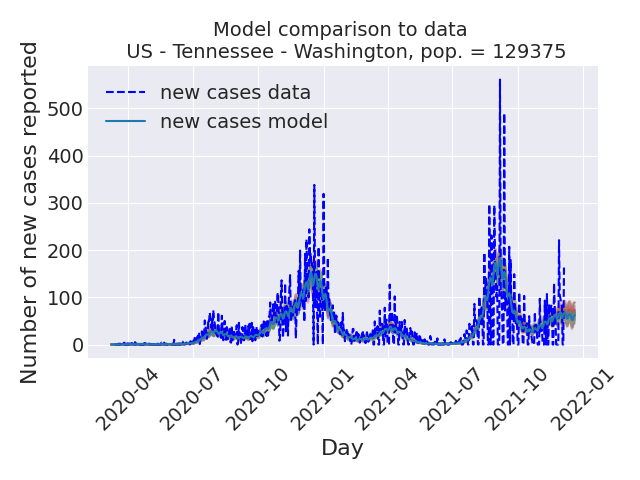 Model comparison to data
US - Tennessee - Washington, pop. = 129375
Number of new cases reported
new cases data
new cases model
500
400
300
200
100
0
2020-04
2020-07
2020-10
2021-01
2021-04
2021-07
2021-10
2022-01
Day